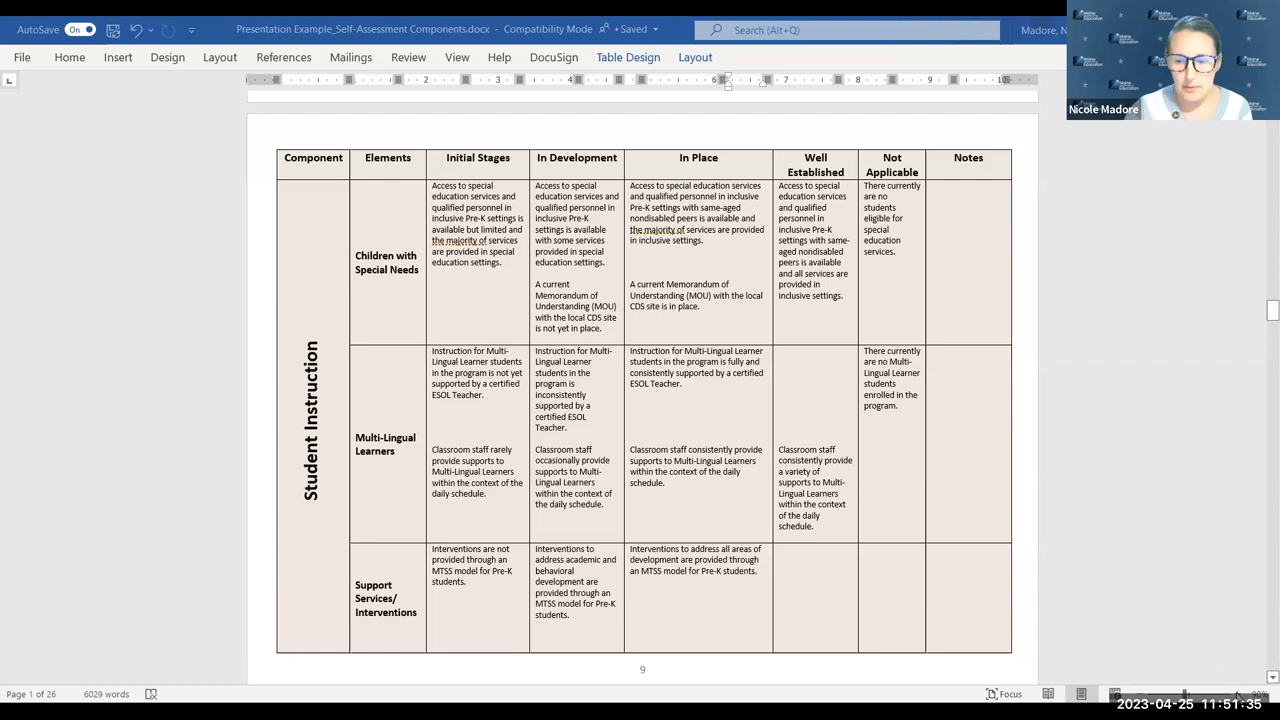 AutoSave On
Presentation Example_Self-Assessment Components.docx - Compatibility Mode • Saved
Search (Alt+Q)
Madore, N
File Home Insert Design Layout References Mailings Review View Help DocuSign Table Design Layout
2 3 4 5 6 7 8 9 10
Nicole Madore
Component Elements Initial Stages In Development In Place Well Established Not Applicable Notes
Student Instruction
Children with
Special Needs
Access to special
education services and
qualified personnel in
inclusive Pre-K settings is
available but limited and
the majority of services
are provided in special
education settings.
Access to special
education services and
qualified personnel in
inclusive Pre-K
settings is available
with some services
provided in special
education settings.
A current
Memorandum of
Understanding (MOU)
with the local CDS site
is not yet in place.
Access to special education services
and qualified personnel in inclusive
Pre-K settings with same-aged
nondisabled peers is available and
the majority of services are provided
in inclusive settings.
A current Memorandum of
Understanding (MOU) with the local
CDS site is in place.
Access to special
education services
and qualified
personnel in
inclusive Pre-K
settings with same-
aged nondisabled
peers is available
and all services are
provided in
inclusive settings.
There currently
are no
students
eligible for
special
education
services.
Multi-Lingual
Learners
Instruction for Multi-
Lingual Learner students
in the program is not yet
supported by a certified
ESOL Teacher.
Classroom staff rarely
provide supports to
Multi-Lingual Learners
within the context of the
daily schedule.
Instruction for Multi-
Lingual Learner
students in the
program is
inconsistently
supported by a
certified ESOL
Teacher.
Classroom staff
occasionally provide
supports to Multi-
Lingual Learners
within the context of
the daily schedule.
Instruction for Multi-Lingual Learner
students in the program is fully and
consistently supported by a certified
ESOL Teacher.
Classroom staff consistently provide
supports to Multi-Lingual Learners
within the context of the daily
schedule.
Classroom staff
consistently provide
a variety of
supports to Multi-
Lingual Learners
within the context
of the daily
schedule.
There currently
are no Multi-
Lingual Learner
students
enrolled in the
program.
Support
Services/
Interventions
Interventions are not
provided through an
MTSS model for Pre-K
students.
Interventions to
address academic and
behavioral
development are
provided through an
MTSS model for Pre-K
students.
Interventions to address all areas of
development are provided through
an MTSS model for Pre-K students.
9
Page 1 of 26 6029 words Focus
2023-04-25 11:51:35